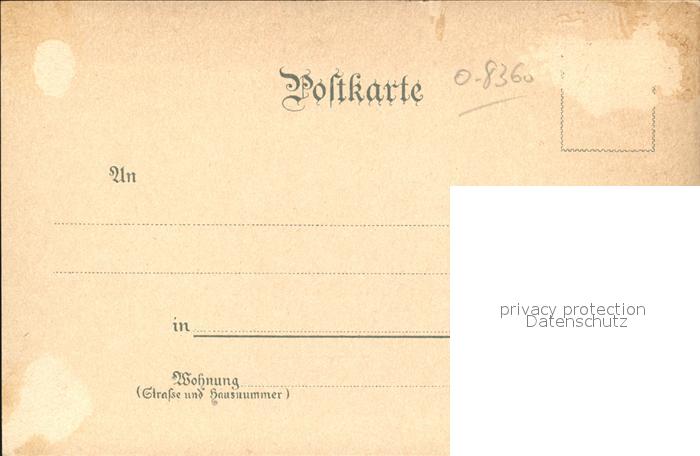 Postkarte
0-8360
An
in
privacy protection
Datenschutz
Wohnung
(Straße und Hausnummer)